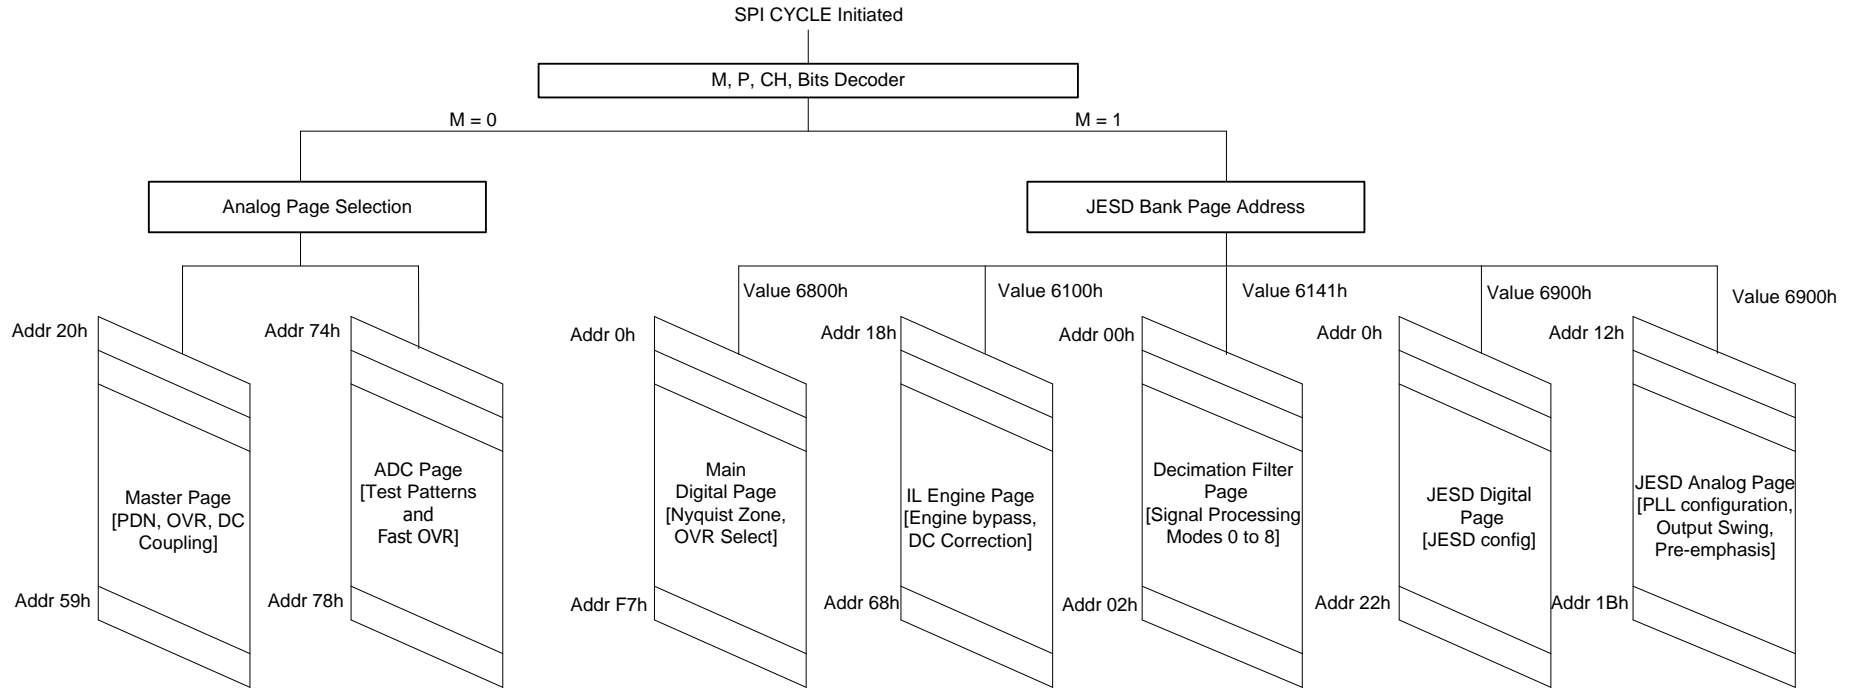 SPI CYCLE Initiated
M, P, CH, Bits Decoder
M = 0
M = 1
Analog Page Selection
JESD Bank Page Address
Value 6800h
Value 6100h
Value 6141h
Value 6900h
Value 6900h
Addr 20h
Addr 74h
Addr 0h
Addr 18h
Addr 00h
Addr 0h
Addr 12h
Master Page
[PDN, OVR, DC
Coupling]
ADC Page
[Test Patterns
and
Fast OVR]
Main
Digital Page
[Nyquist Zone,
OVR Select]
IL Engine Page
[Engine bypass,
DC Correction]
Decimation Filter
Page
[Signal Processing
Modes 0 to 8]
JESD Digital
Page
[JESD config]
JESD Analog Page
[PLL configuration,
Output Swing,
Pre-emphasis]
Addr 59h
Addr 78h
Addr F7h
Addr 68h
Addr 02h
Addr 22h
Addr 1Bh